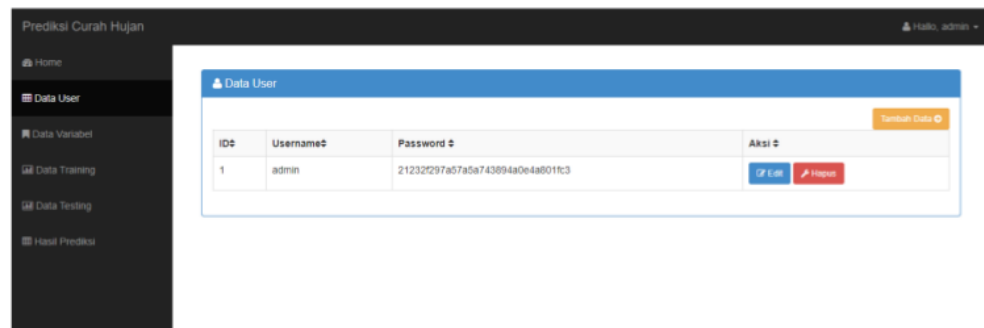 Prediksi Curah Hujan
Hallo, admin
Home
Data User
Data Variabel
Data Training
Data Testing
Hasil Prediksi
Data User
Tambah Data
ID Username Password Aksi
1 admin 21232f297a57a5a743894a0e4a801fc3 Edit Hapus